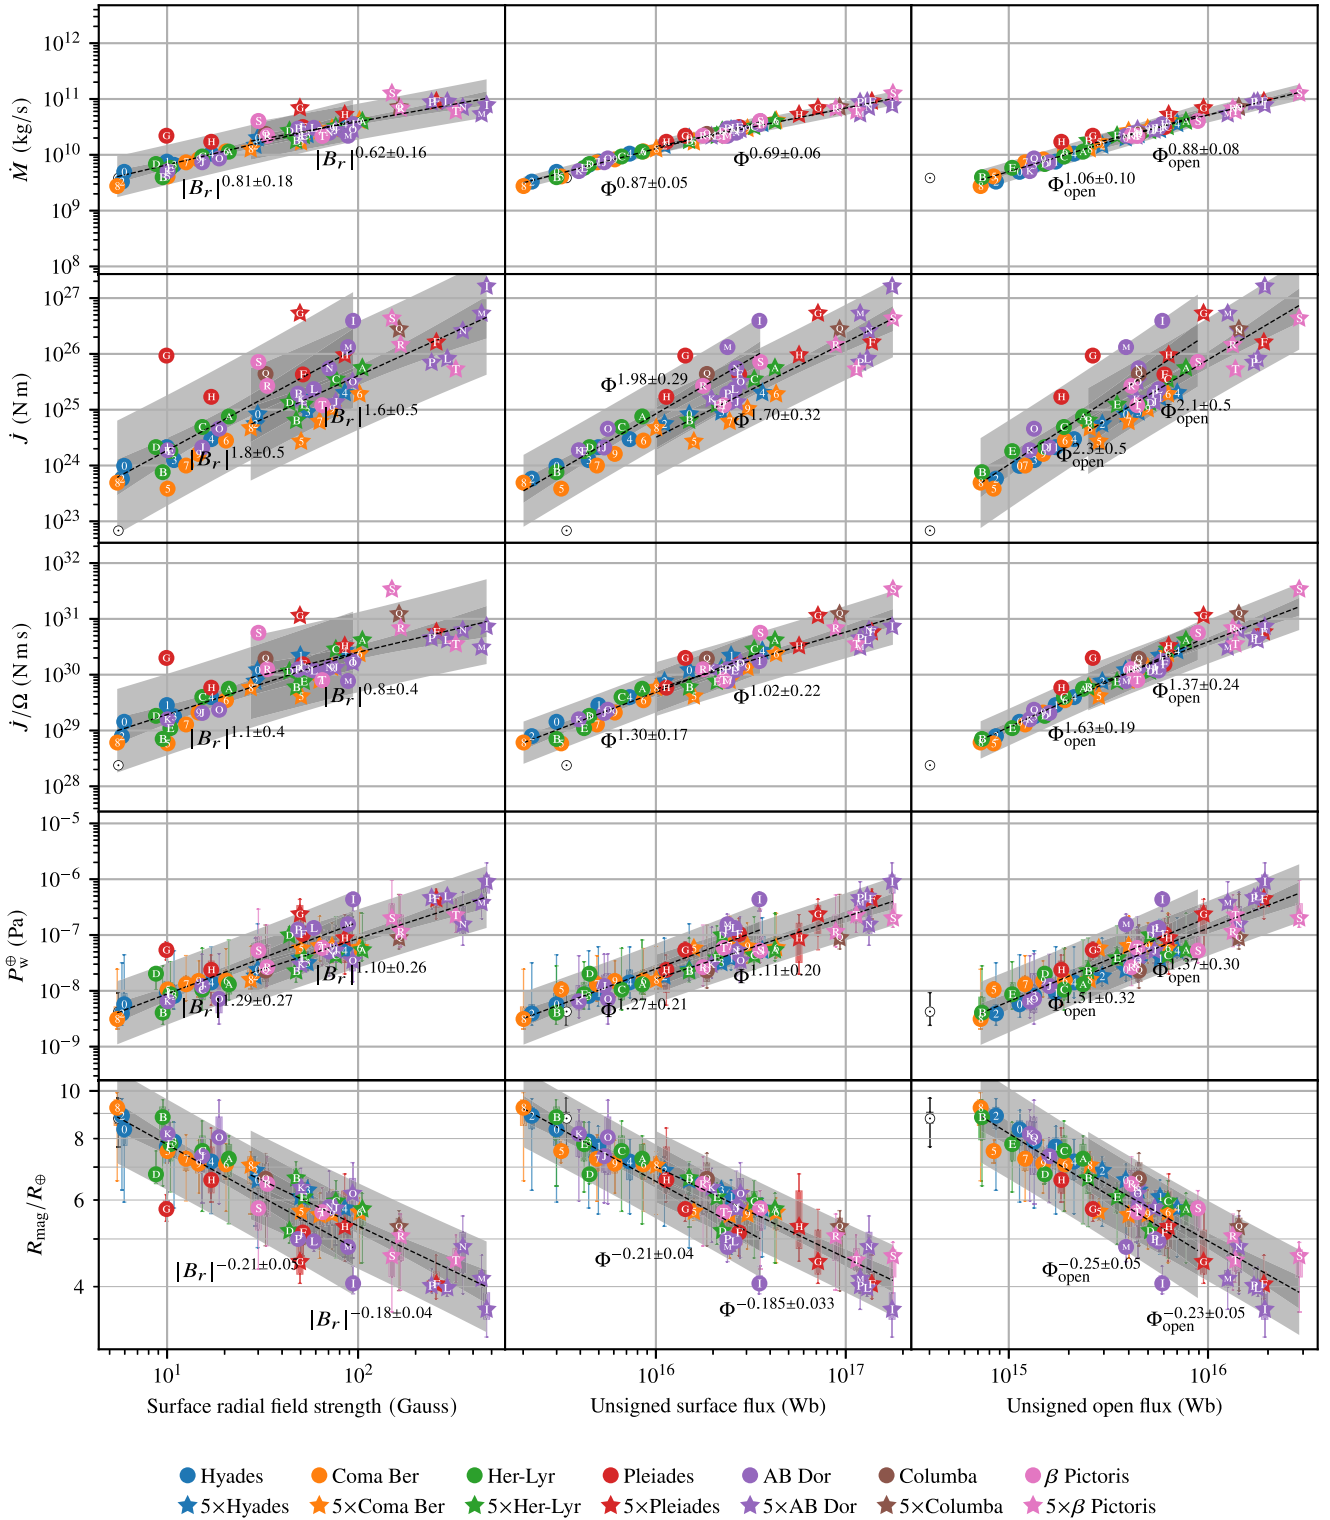 Ṁ (kg/s)
10^12
10^11
10^10
10^9
10^8
|B_r|^0.81±0.18
|B_r|^0.62±0.16
Φ^0.87±0.05
Φ^0.69±0.06
Φ_open^1.06±0.10
Φ_open^0.88±0.08
J̇ (N m)
10^27
10^26
10^25
10^24
10^23
|B_r|^1.8±0.5
|B_r|^1.6±0.5
Φ^1.98±0.29
Φ^1.70±0.32
Φ_open^2.3±0.5
Φ_open^2.1±0.5
J̇/Ω (N m s)
10^32
10^31
10^30
10^29
10^28
|B_r|^1.1±0.4
|B_r|^0.8±0.4
Φ^1.30±0.17
Φ^1.02±0.22
Φ_open^1.63±0.19
Φ_open^1.37±0.24
P_w^⊕ (Pa)
10^−5
10^−6
10^−7
10^−8
10^−9
|B_r|^1.29±0.27
|B_r|^1.10±0.26
Φ^1.27±0.21
Φ^1.11±0.20
Φ_open^1.51±0.32
Φ_open^1.37±0.30
R_mag/R_⊕
10
8
6
4
|B_r|^−0.21±0.05
|B_r|^−0.18±0.04
Φ^−0.21±0.04
Φ^−0.185±0.033
Φ_open^−0.25±0.05
Φ_open^−0.23±0.05
10^1 10^2 10^16 10^17 10^15 10^16
Surface radial field strength (Gauss) Unsigned surface flux (Wb) Unsigned open flux (Wb)
Hyades Coma Ber Her-Lyr Pleiades AB Dor Columba β Pictoris
5×Hyades 5×Coma Ber 5×Her-Lyr 5×Pleiades 5×AB Dor 5×Columba 5×β Pictoris